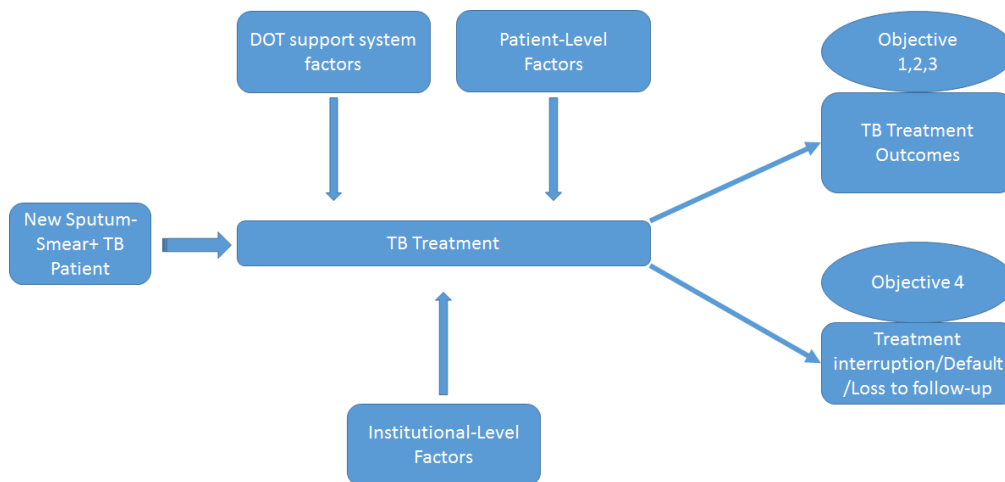 DOT support system
factors
Patient-Level
Factors
Objective
1,2,3
TB Treatment
Outcomes
New Sputum-
Smear+ TB
Patient
TB Treatment
Objective 4
Treatment
interruption/Default
/Loss to follow-up
Institutional-Level
Factors